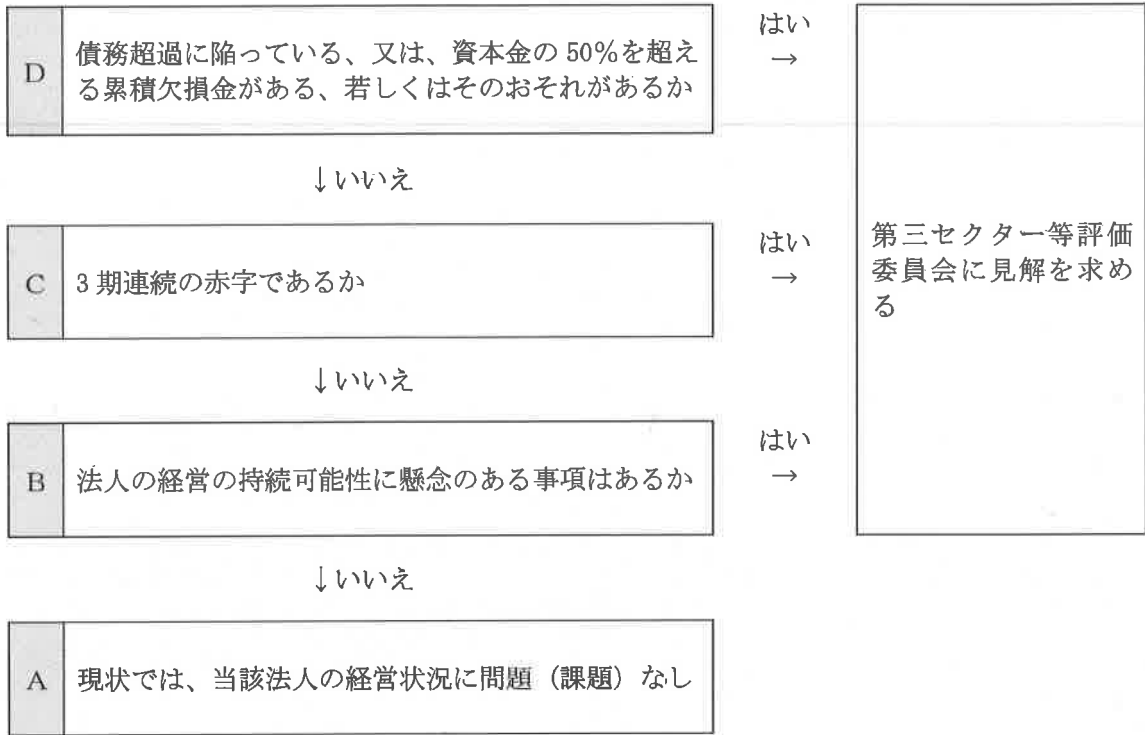 D
債務超過に陥っている、又は、資本金の50%を超え
る累積欠損金がある、若しくはそのおそれがあるか
はい
→
↓いいえ
C
3期連続の赤字であるか
はい
→
第三セクター等評価
委員会に見解を求め
る
↓いいえ
B
法人の経営の持続可能性に懸念のある事項はあるか
はい
→
↓いいえ
A
現状では、当該法人の経営状況に問題（課題）なし